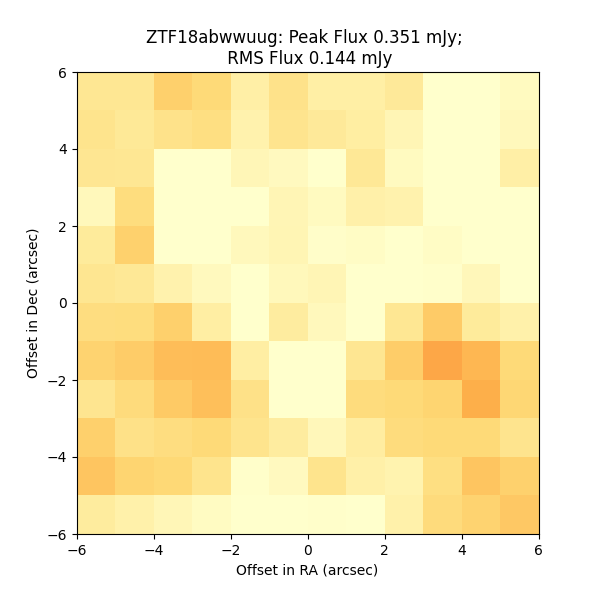 ZTF18abwwuug: Peak Flux 0.351 mJy;
RMS Flux 0.144 mJy
6
4
2
0
−2
−4
−6
Offset in Dec (arcsec)
−6 −4 −2 0 2 4 6
Offset in RA (arcsec)